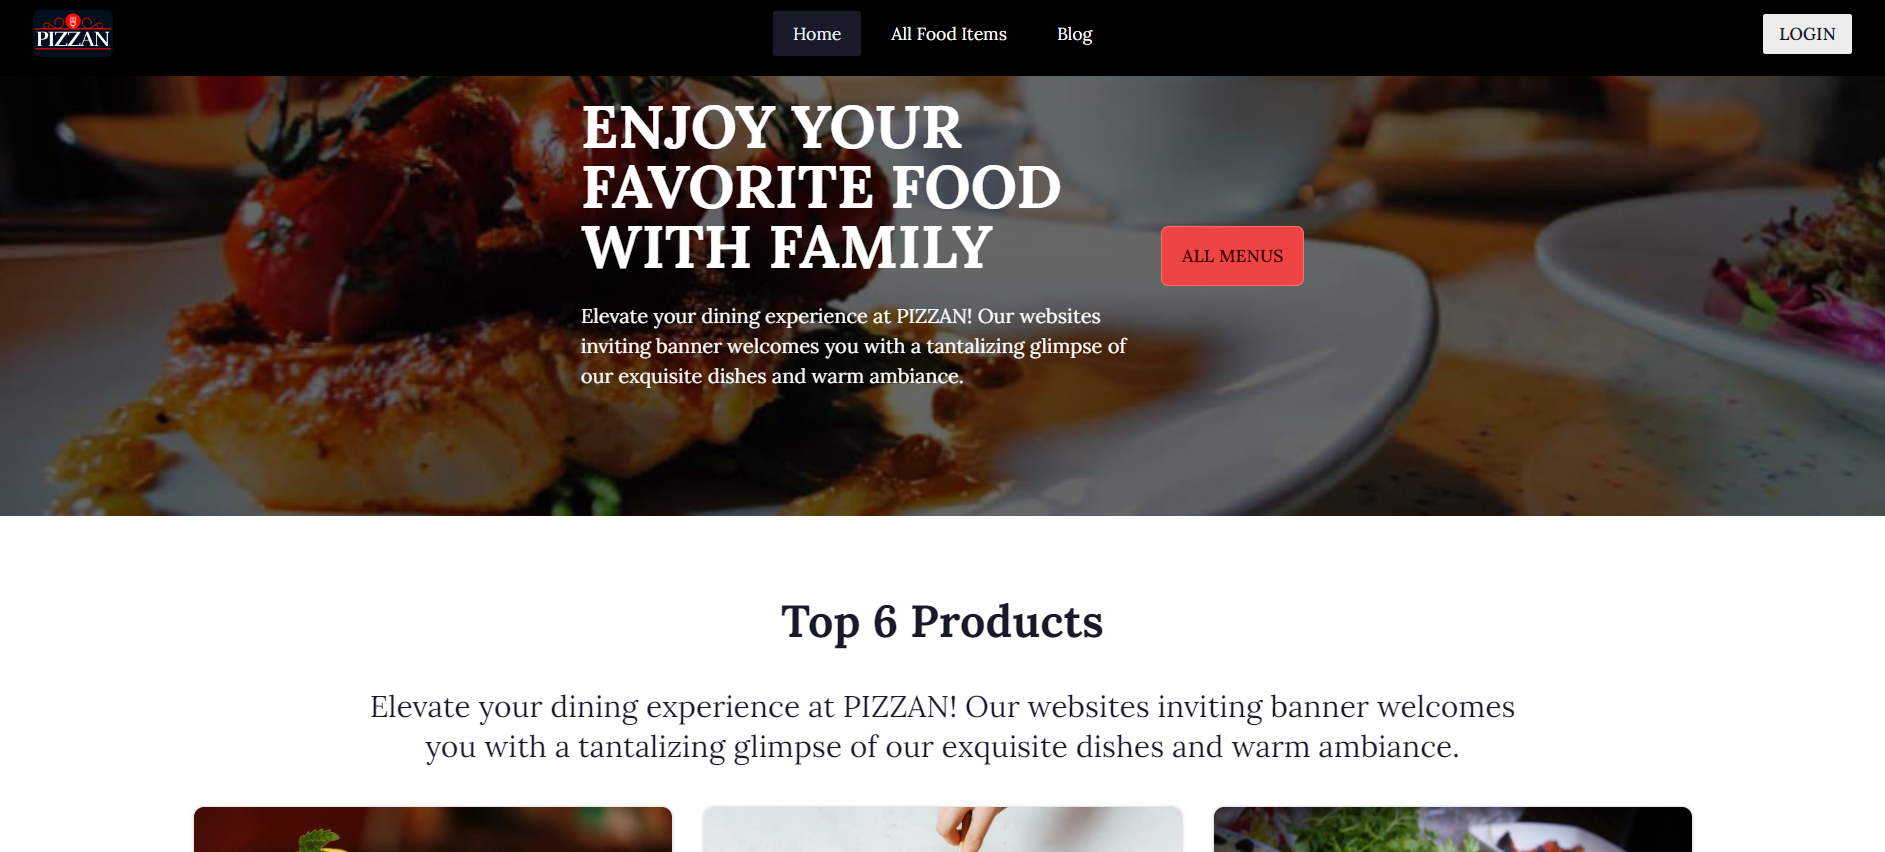 PIZZAN
Home
All Food Items
Blog
LOGIN
ENJOY YOUR
FAVORITE FOOD
WITH FAMILY
ALL MENUS
Elevate your dining experience at PIZZAN! Our websites
inviting banner welcomes you with a tantalizing glimpse of
our exquisite dishes and warm ambiance.
Top 6 Products
Elevate your dining experience at PIZZAN! Our websites inviting banner welcomes
you with a tantalizing glimpse of our exquisite dishes and warm ambiance.